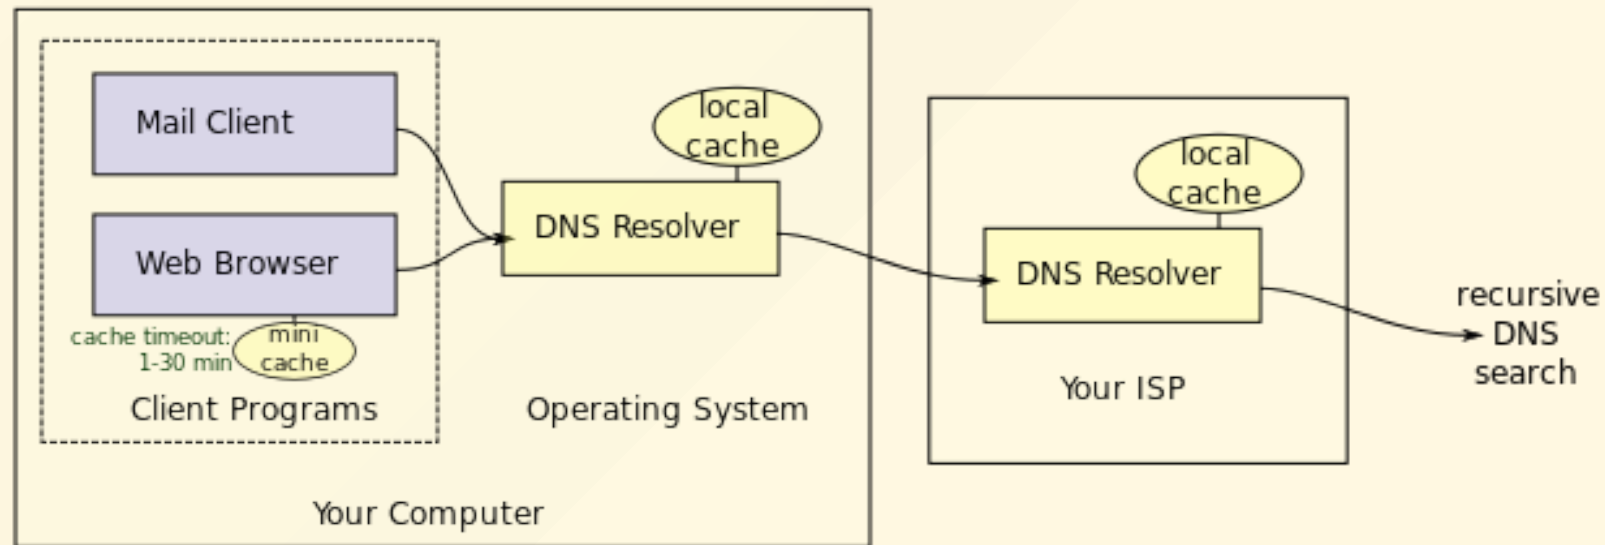 Mail Client
Web Browser
cache timeout:
1-30 min
mini
cache
Client Programs
local
cache
DNS Resolver
Operating System
Your Computer
local
cache
DNS Resolver
Your ISP
recursive
DNS
search